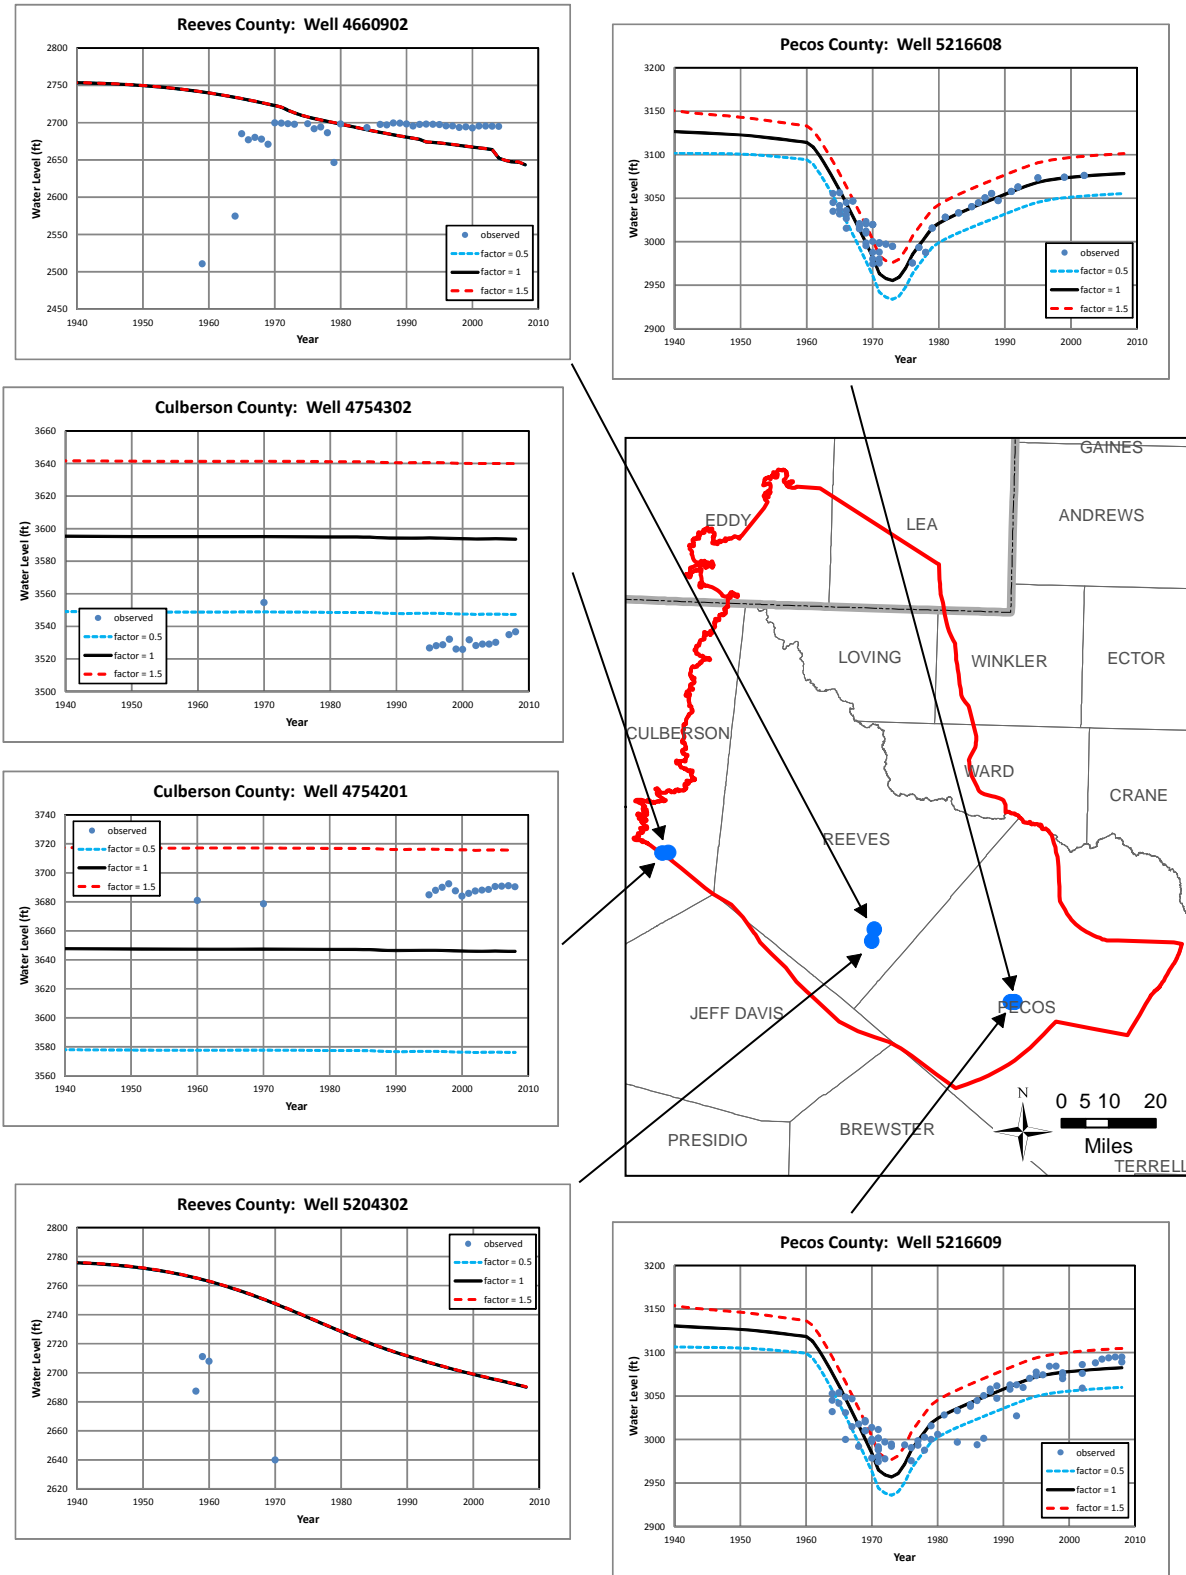 Reeves County:  Well 4660902
Water Level (ft)
2800
2750
2700
2650
2600
2550
2500
2450
observed
factor = 0.5
factor = 1
factor = 1.5
1940 1950 1960 1970 1980 1990 2000 2010
Year
Pecos County:  Well 5216608
Water Level (ft)
3200
3150
3100
3050
3000
2950
2900
observed
factor = 0.5
factor = 1
factor = 1.5
1940 1950 1960 1970 1980 1990 2000 2010
Year
Culberson County:  Well 4754302
Water Level (ft)
3660
3640
3620
3600
3580
3560
3540
3520
3500
observed
factor = 0.5
factor = 1
factor = 1.5
1940 1950 1960 1970 1980 1990 2000 2010
Year
Culberson County:  Well 4754201
Water Level (ft)
3740
3720
3700
3680
3660
3640
3620
3600
3580
3560
observed
factor = 0.5
factor = 1
factor = 1.5
1940 1950 1960 1970 1980 1990 2000 2010
Year
GAINES
EDDY
LEA
ANDREWS
LOVING
WINKLER
ECTOR
CULBERSON
WARD
CRANE
REEVES
JEFF DAVIS
PECOS
PRESIDIO
BREWSTER
TERRELL
N
0 5 10 20
Miles
Reeves County:  Well 5204302
Water Level (ft)
2800
2780
2760
2740
2720
2700
2680
2660
2640
2620
observed
factor = 0.5
factor = 1
factor = 1.5
1940 1950 1960 1970 1980 1990 2000 2010
Year
Pecos County:  Well 5216609
Water Level (ft)
3200
3150
3100
3050
3000
2950
2900
observed
factor = 0.5
factor = 1
factor = 1.5
1940 1950 1960 1970 1980 1990 2000 2010
Year